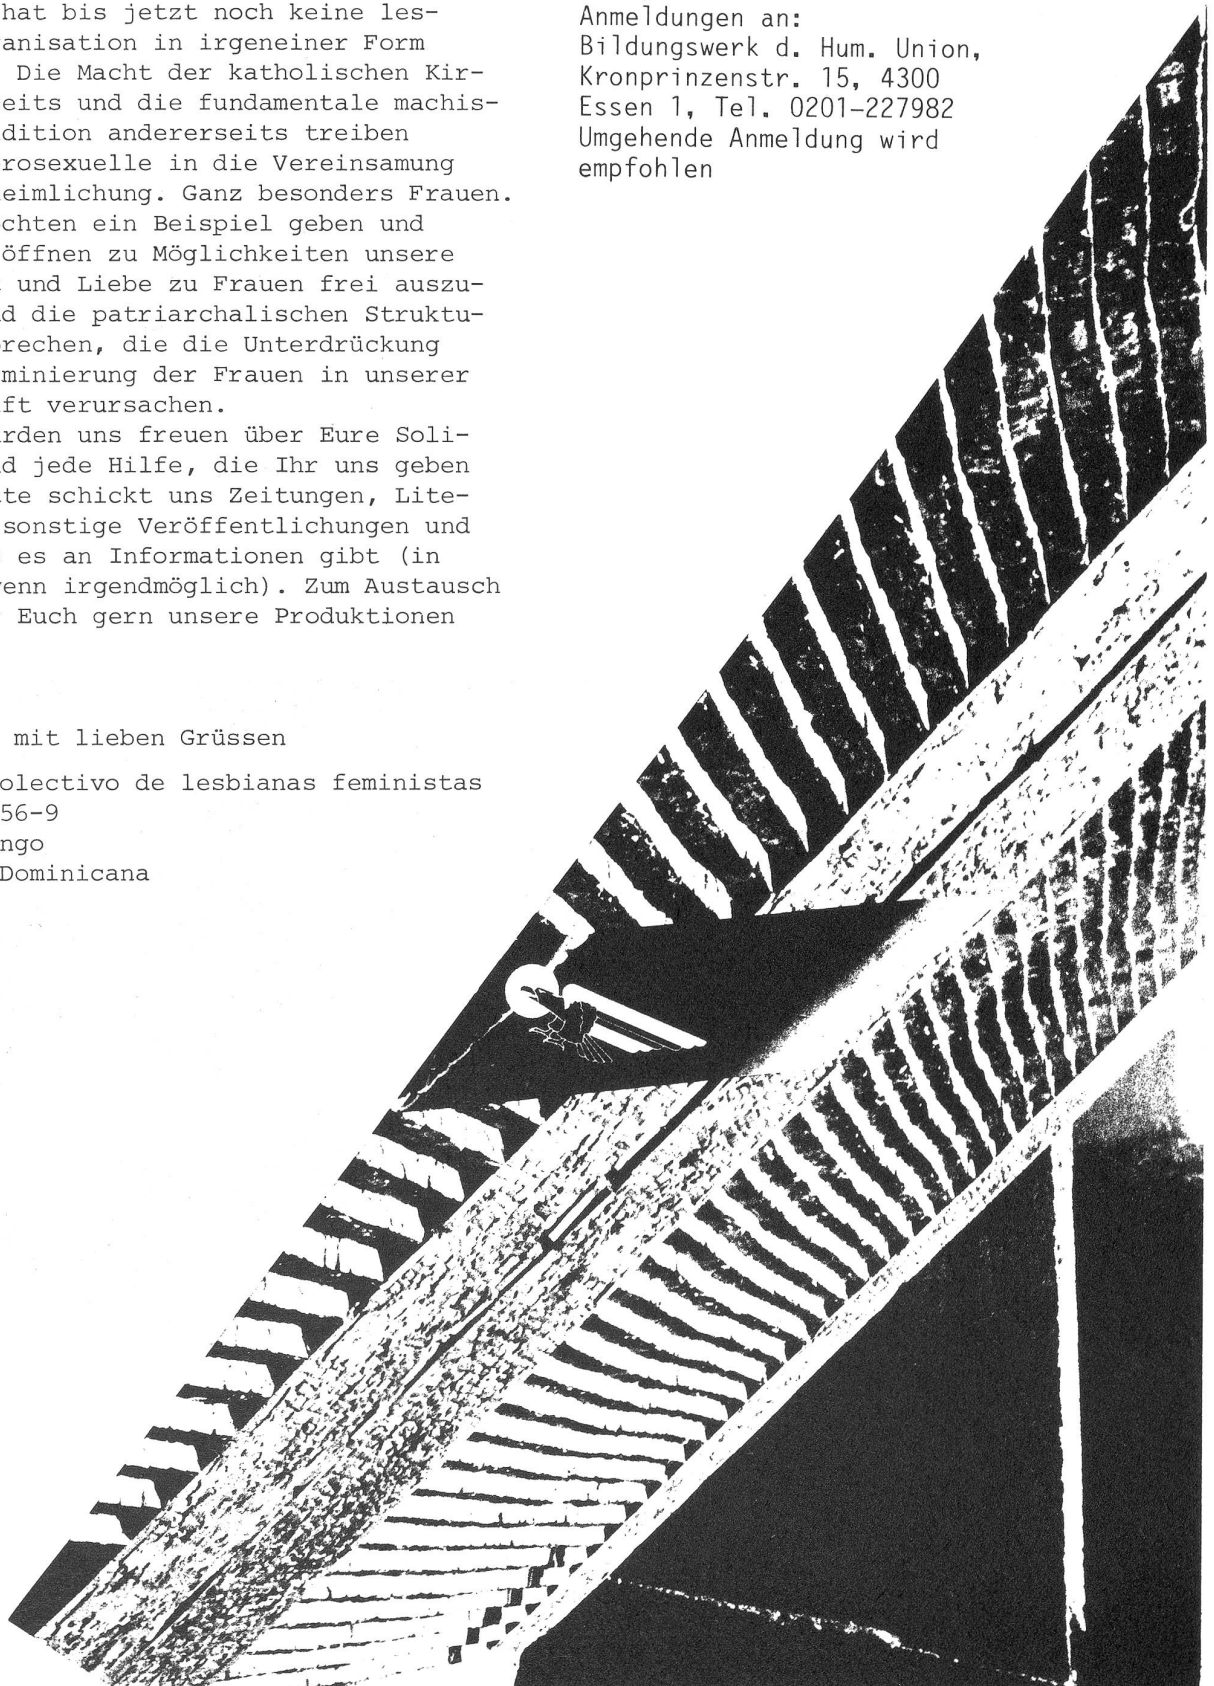 hat bis jetzt noch keine les-
anisation in irgeneiner Form
Die Macht der katholischen Kir-
eits und die fundamentale machis-
dition andererseits treiben
rosexuelle in die Vereinsamung
eimlichung. Ganz besonders Frauen.
chten ein Beispiel geben und
öffnen zu Möglichkeiten unsere
und Liebe zu Frauen frei auszu-
d die patriarchalischen Struktu-
rechen, die die Unterdrückung
minierung der Frauen in unserer
ft verursachen.
rden uns freuen über Eure Soli-
d jede Hilfe, die Ihr uns geben
te schickt uns Zeitungen, Lite-
sonstige Veröffentlichungen und
es an Informationen gibt (in
enn irgendmöglich). Zum Austausch
Euch gern unsere Produktionen
mit lieben Grüssen
olectivo de lesbianas feministas
56-9
ngo
Dominicana
Anmeldungen an:
Bildungswerk d. Hum. Union,
Kronprinzenstr. 15, 4300
Essen 1, Tel. 0201-227982
Umgehende Anmeldung wird
empfohlen